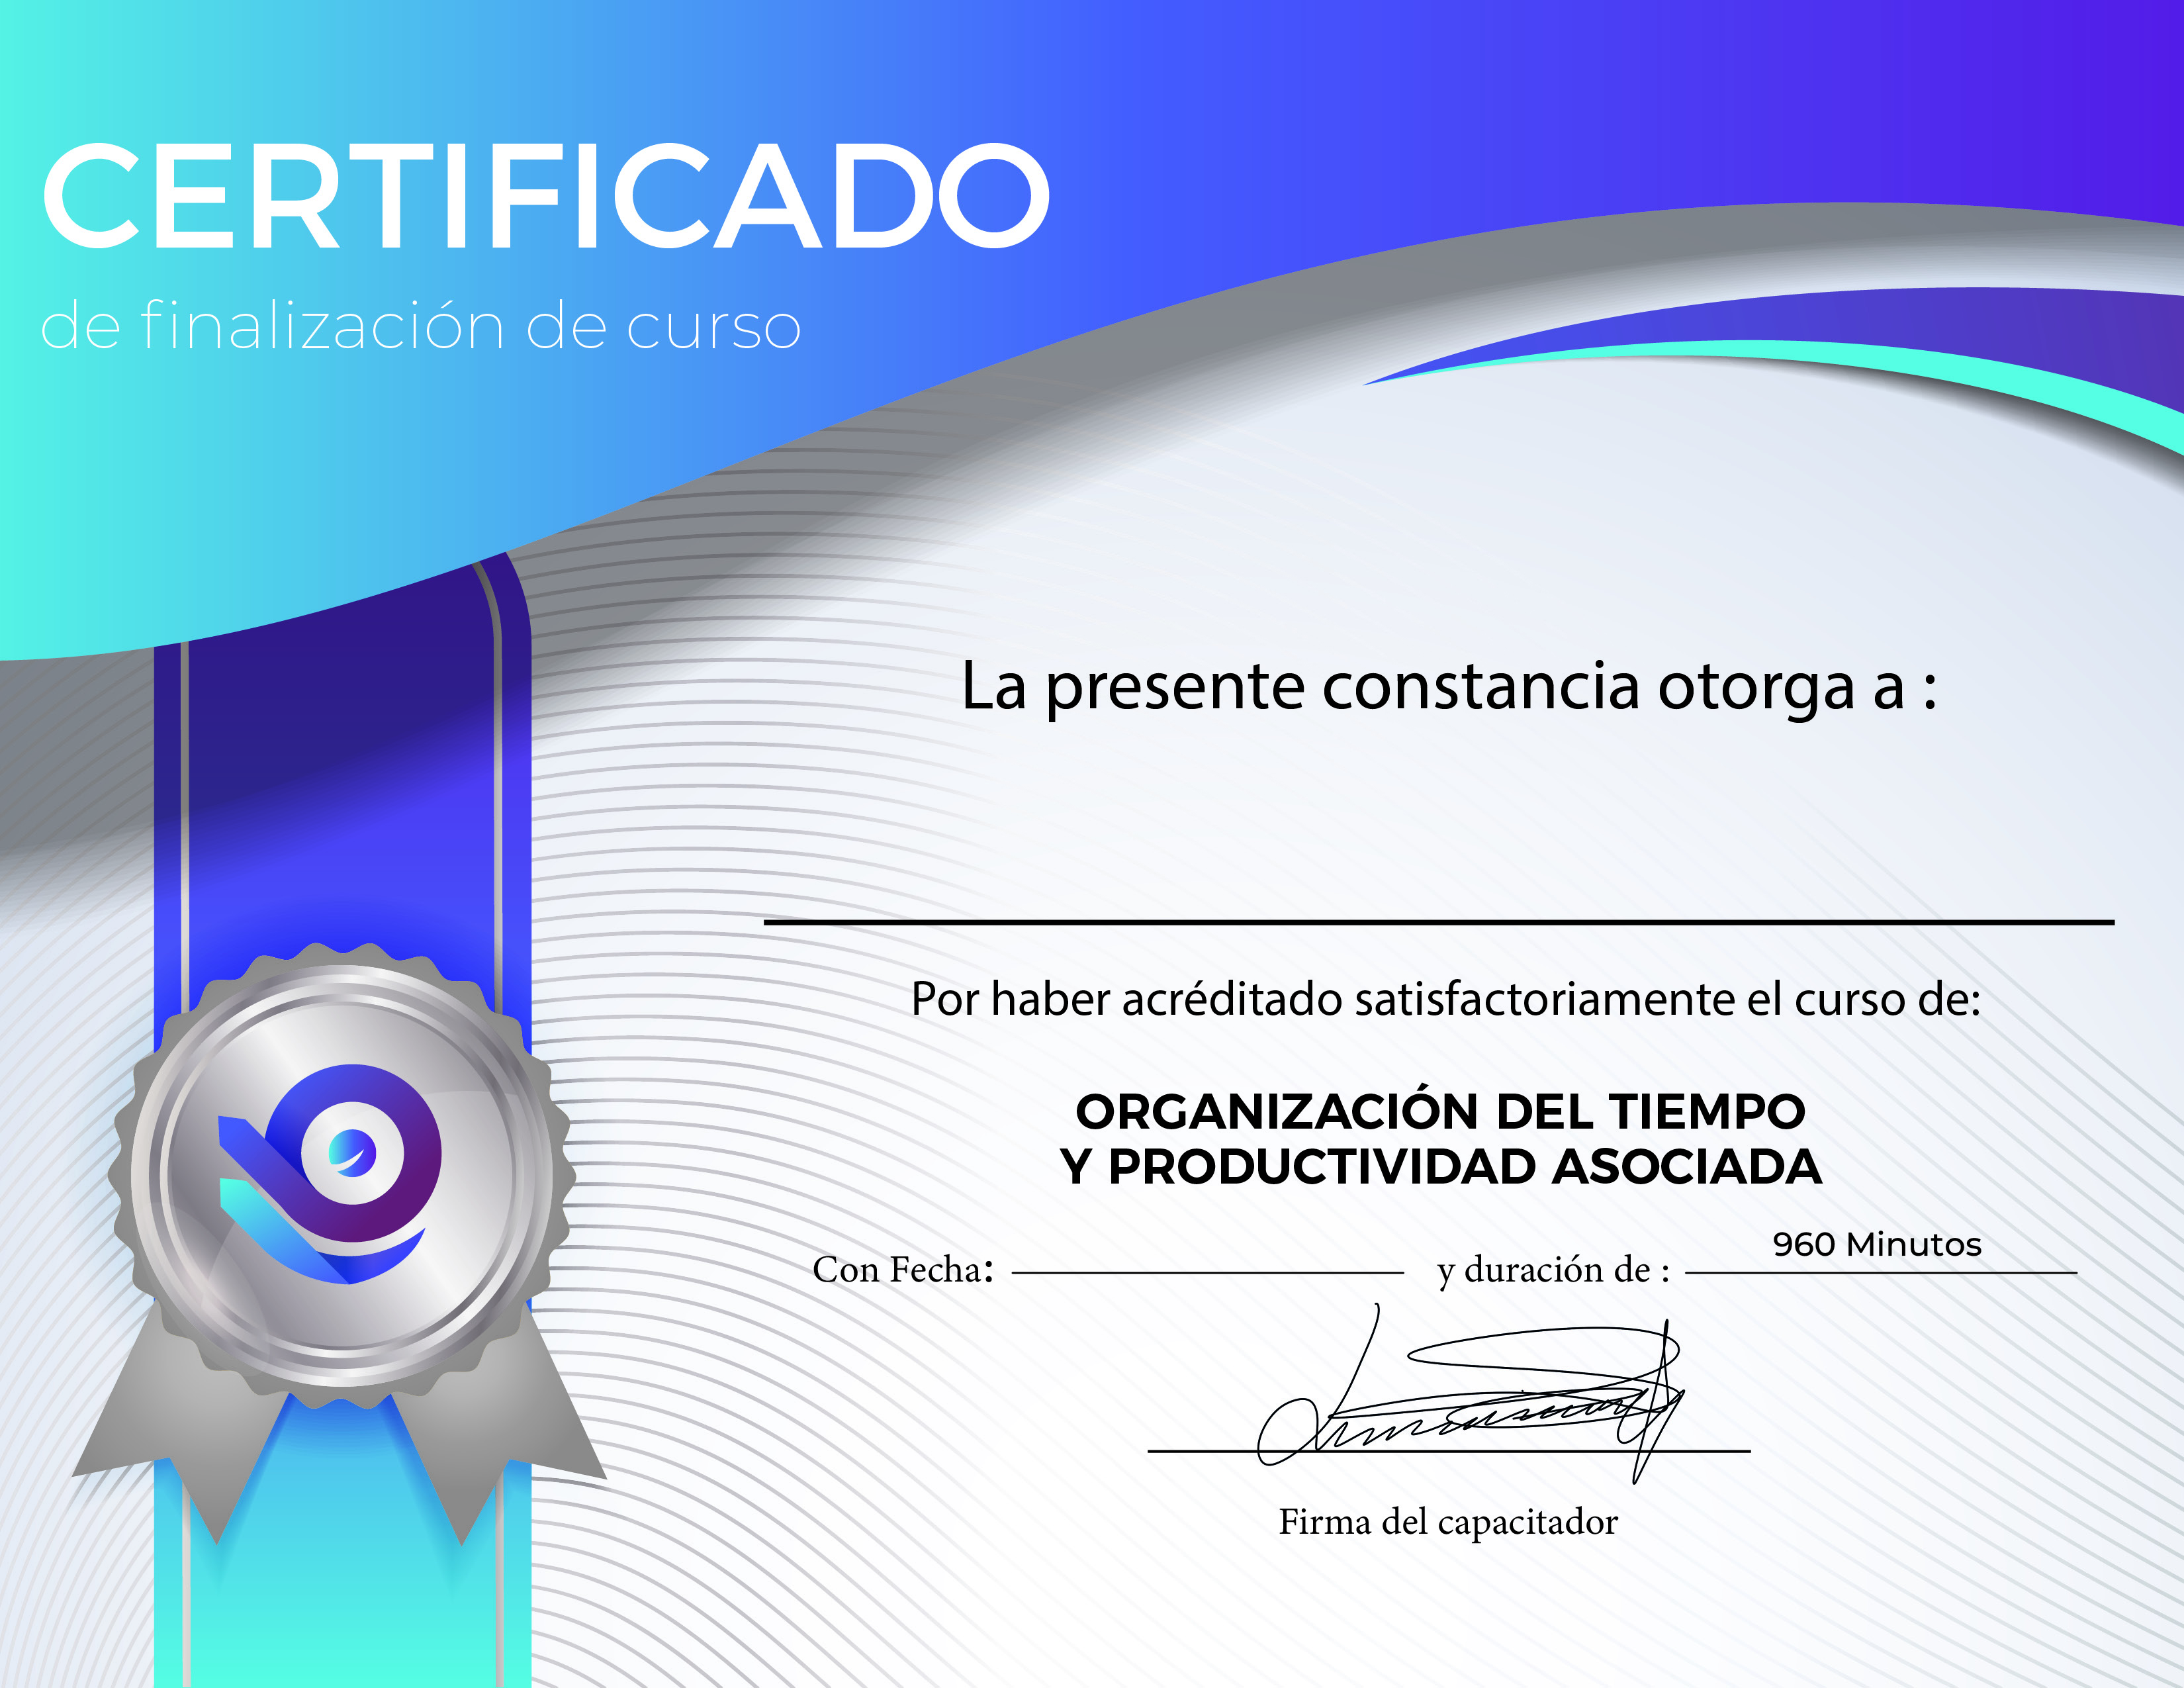 CERTIFICADO
de finalización de curso
La presente constancia otorga a :
Por haber acréditado satisfactoriamente el curso de:
ORGANIZACIÓN DEL TIEMPO
Y PRODUCTIVIDAD ASOCIADA
Con Fecha: y duración de : 960 Minutos
Firma del capacitador